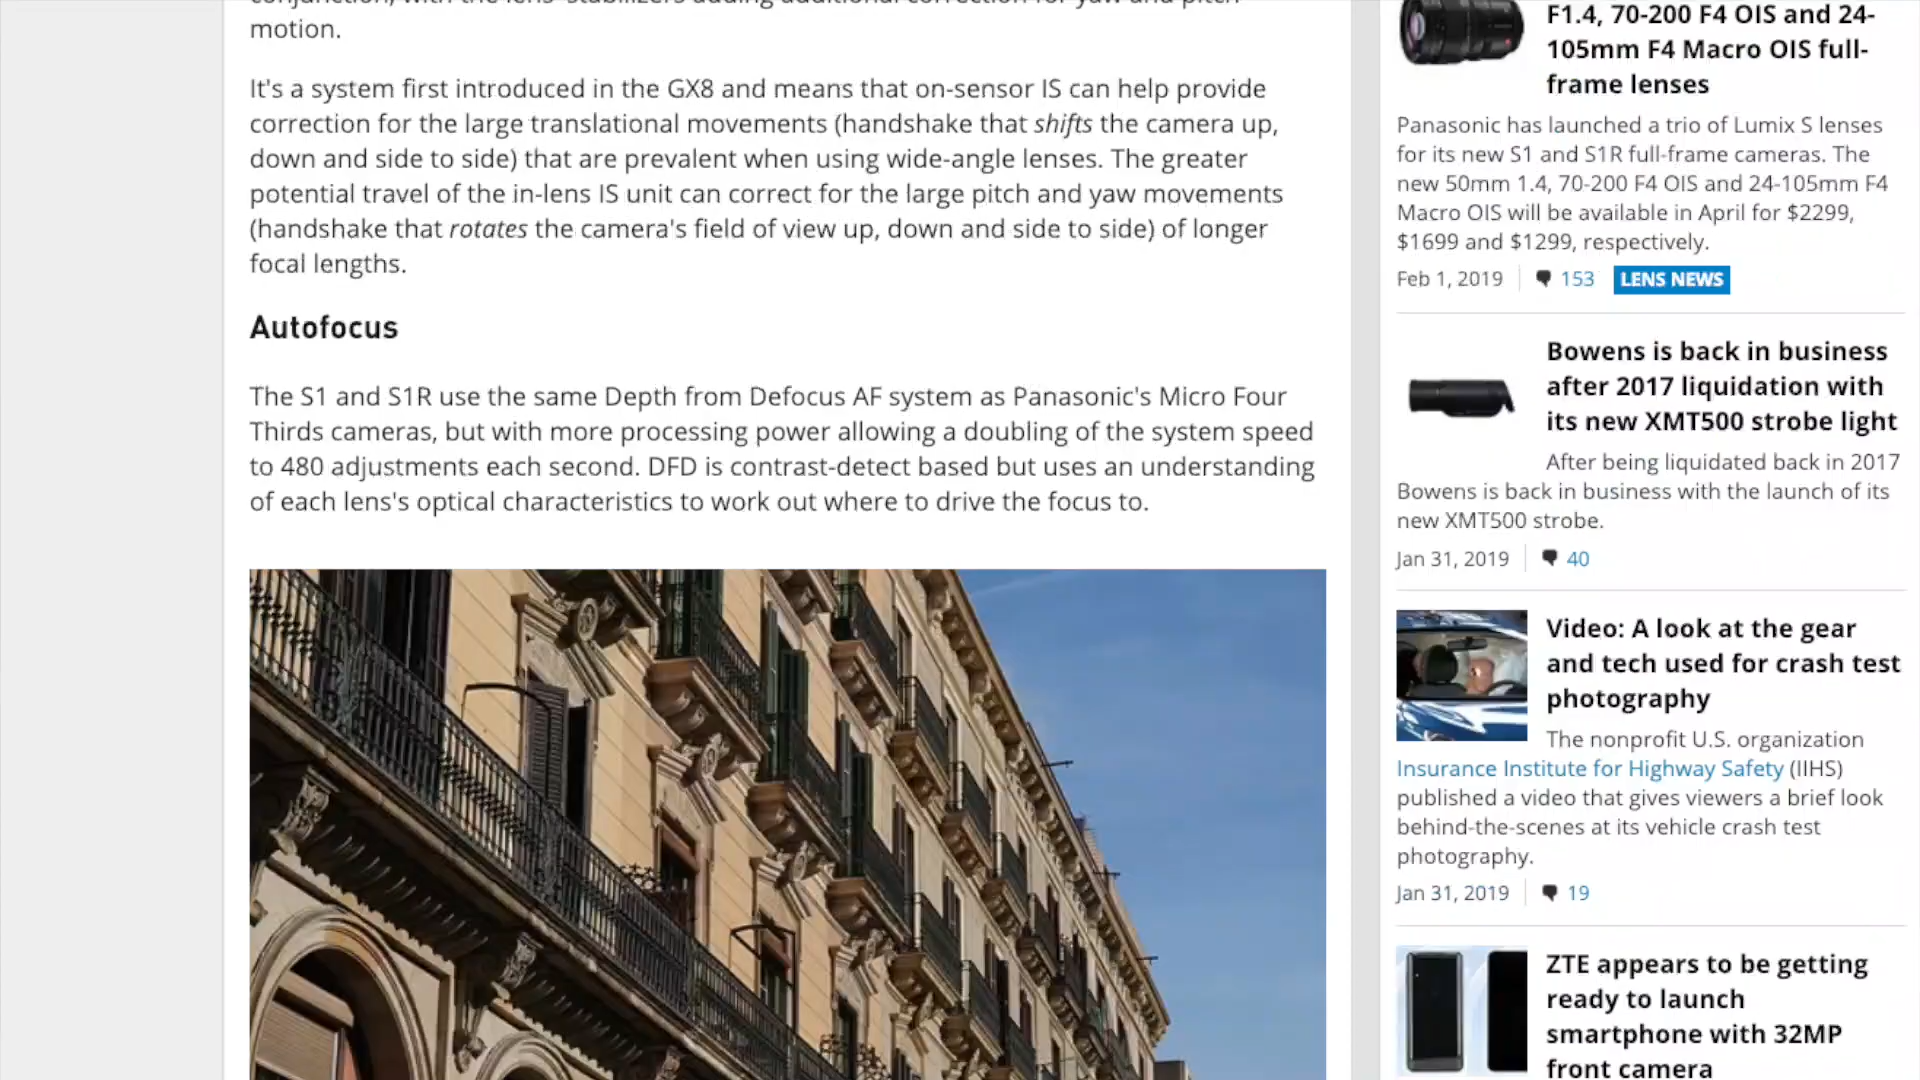 conjunction, with the lens' stabilizers adding additional correction for yaw and pitch
motion.
It's a system first introduced in the GX8 and means that on-sensor IS can help provide
correction for the large translational movements (handshake that shifts the camera up,
down and side to side) that are prevalent when using wide-angle lenses. The greater
potential travel of the in-lens IS unit can correct for the large pitch and yaw movements
(handshake that rotates the camera's field of view up, down and side to side) of longer
focal lengths.
Autofocus
The S1 and S1R use the same Depth from Defocus AF system as Panasonic's Micro Four
Thirds cameras, but with more processing power allowing a doubling of the system speed
to 480 adjustments each second. DFD is contrast-detect based but uses an understanding
of each lens's optical characteristics to work out where to drive the focus to.
F1.4, 70-200 F4 OIS and 24-
105mm F4 Macro OIS full-
frame lenses
Panasonic has launched a trio of Lumix S lenses
for its new S1 and S1R full-frame cameras. The
new 50mm 1.4, 70-200 F4 OIS and 24-105mm F4
Macro OIS will be available in April for $2299,
$1699 and $1299, respectively.
Feb 1, 2019 153 LENS NEWS
Bowens is back in business
after 2017 liquidation with
its new XMT500 strobe light
After being liquidated back in 2017
Bowens is back in business with the launch of its
new XMT500 strobe.
Jan 31, 2019 40
Video: A look at the gear
and tech used for crash test
photography
The nonprofit U.S. organization
Insurance Institute for Highway Safety (IIHS)
published a video that gives viewers a brief look
behind-the-scenes at its vehicle crash test
photography.
Jan 31, 2019 19
ZTE appears to be getting
ready to launch
smartphone with 32MP
front camera